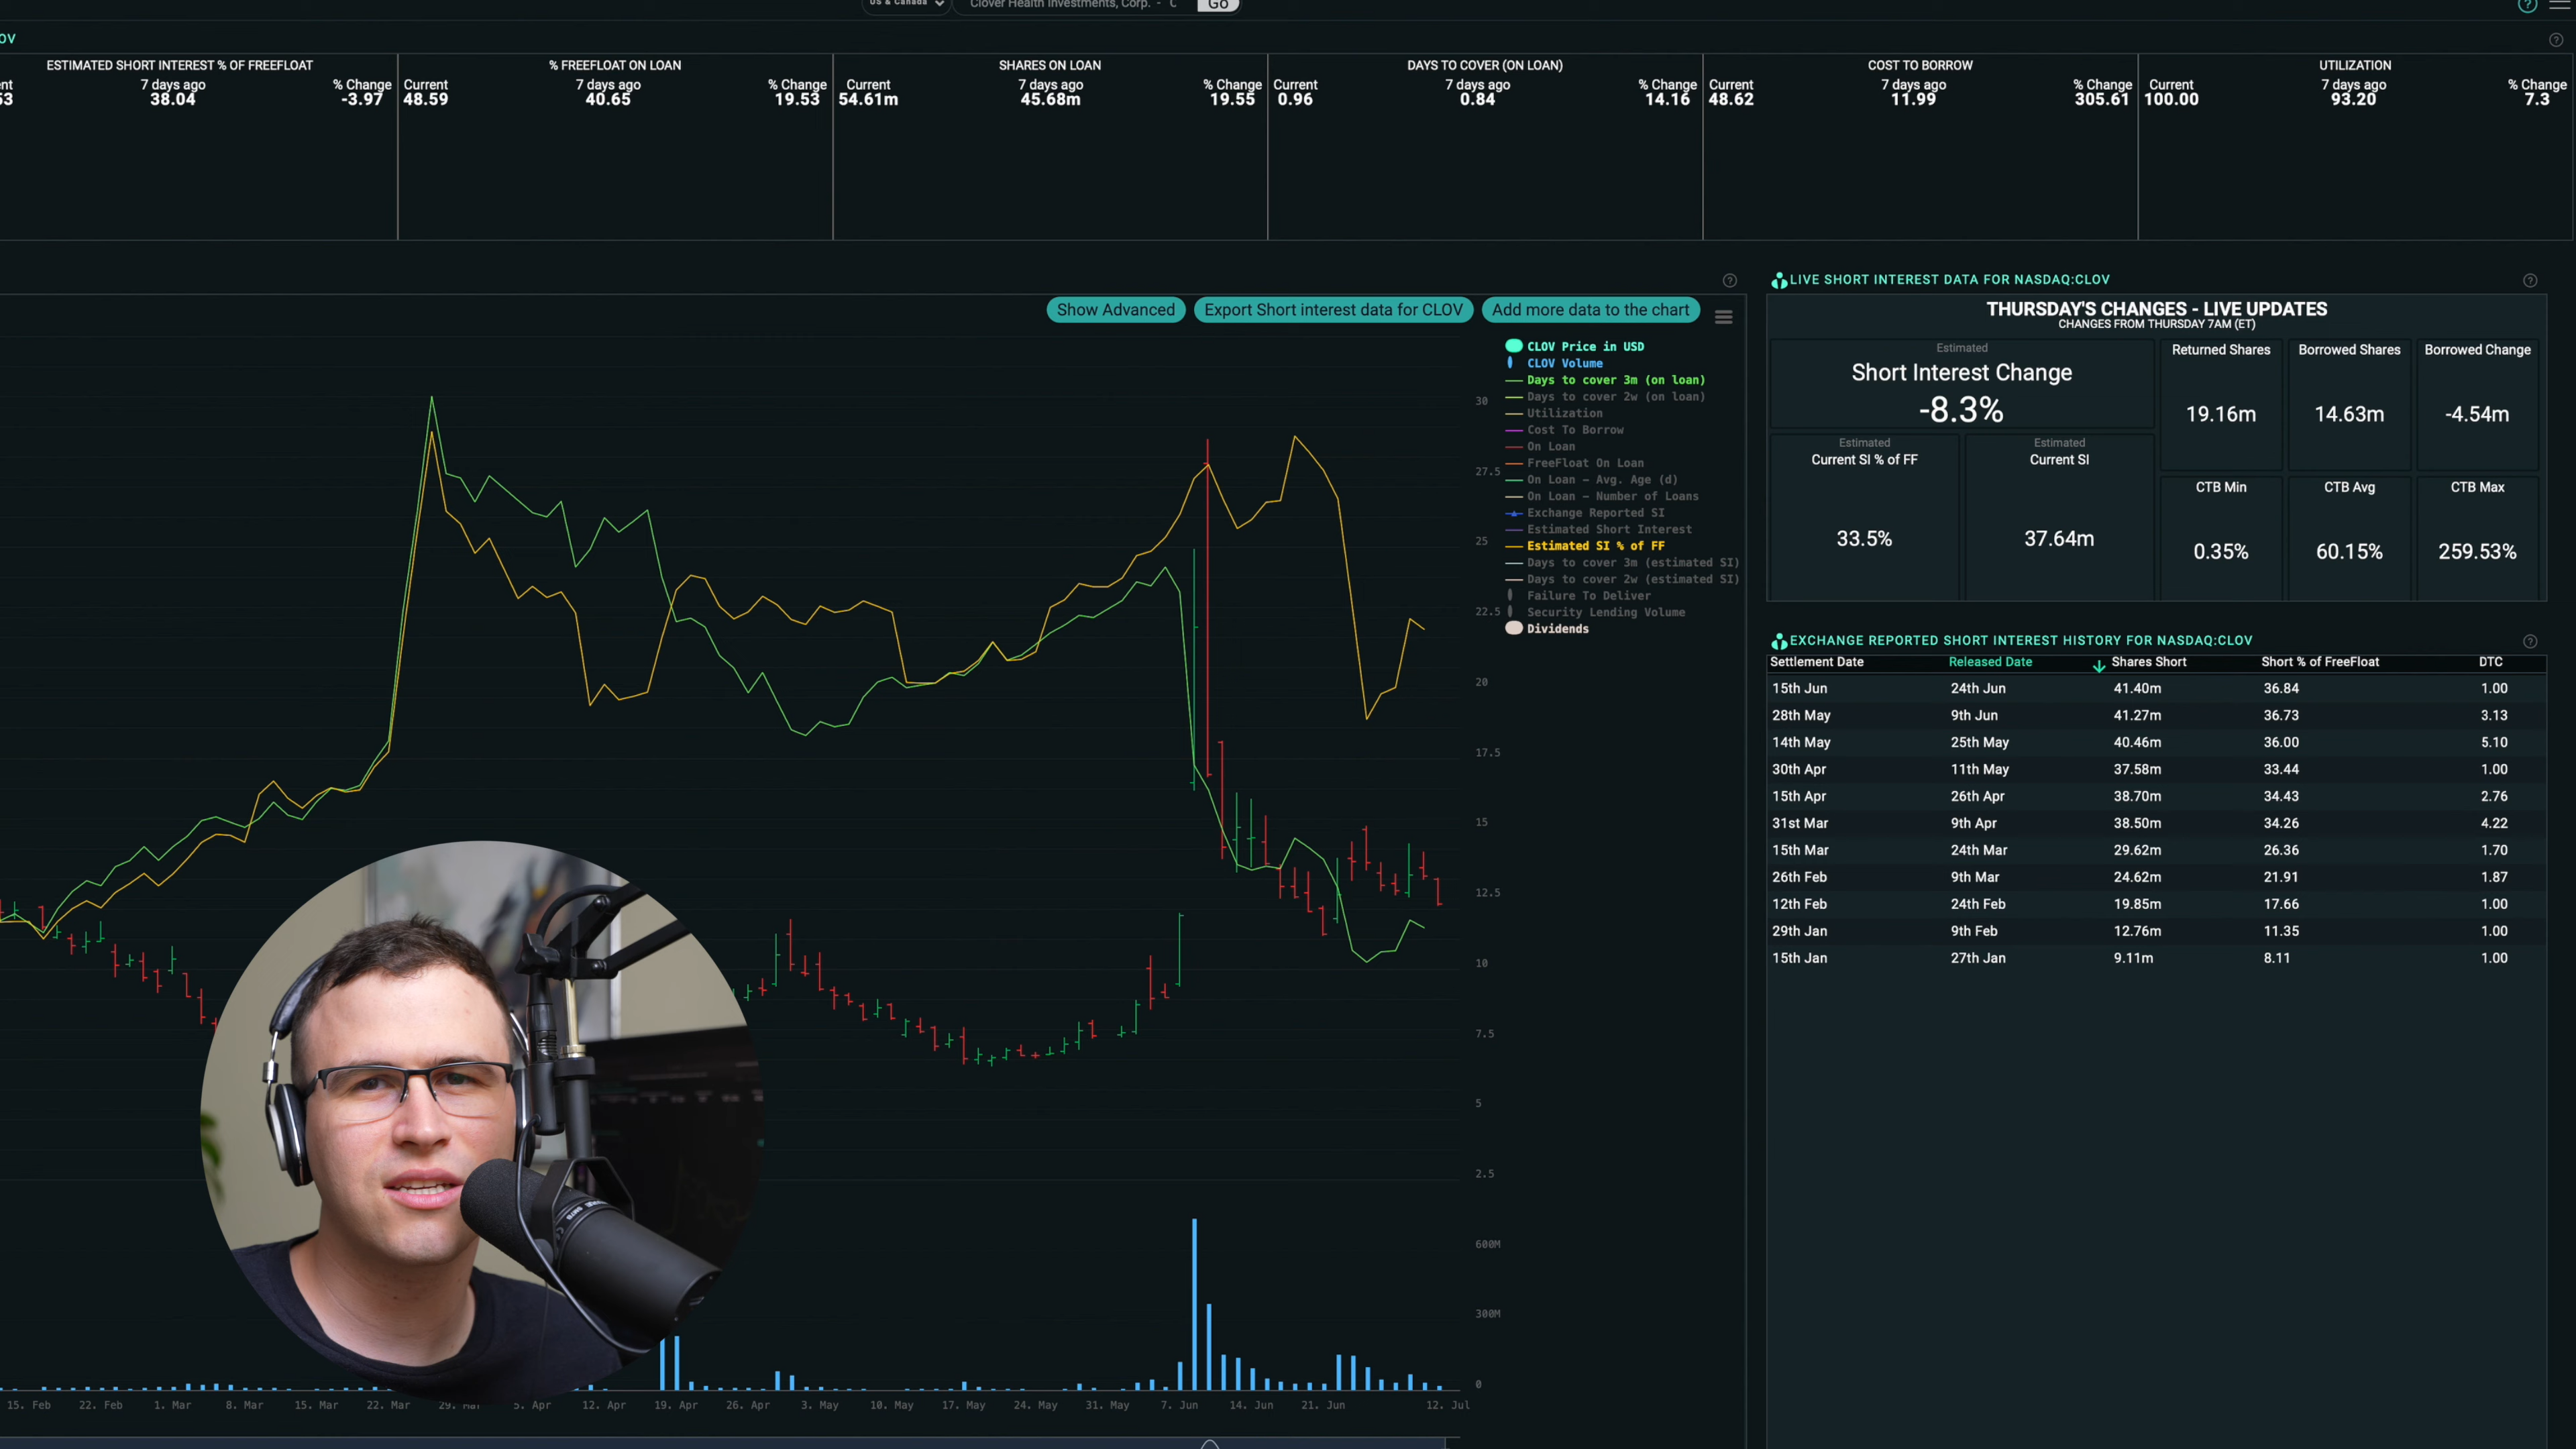 US & Canada
Clover Health Investments, Corp. - C
Go
OV
ESTIMATED SHORT INTEREST % OF FREEFLOAT
nt 7 days ago % Change
53 38.04 -3.97
% FREEFLOAT ON LOAN
Current 7 days ago % Change
48.59 40.65 19.53
SHARES ON LOAN
Current 7 days ago % Change
54.61m 45.68m 19.55
DAYS TO COVER (ON LOAN)
Current 7 days ago % Change
0.96 0.84 14.16
COST TO BORROW
Current 7 days ago % Change
48.62 11.99 305.61
UTILIZATION
Current 7 days ago % Change
100.00 93.20 7.3
Show Advanced
Export Short interest data for CLOV
Add more data to the chart
CLOV Price in USD
CLOV Volume
Days to cover 3m (on loan)
Days to cover 2w (on loan)
Utilization
Cost To Borrow
On Loan
FreeFloat On Loan
On Loan – Avg. Age (d)
On Loan – Number of Loans
Exchange Reported SI
Estimated Short Interest
Estimated SI % of FF
Days to cover 3m (estimated SI)
Days to cover 2w (estimated SI)
Failure To Deliver
Security Lending Volume
Dividends
30
27.5
25
22.5
20
17.5
15
12.5
10
7.5
5
2.5
600M
300M
0
15. Feb 22. Feb 1. Mar 8. Mar 15. Mar 22. Mar 29. Mar 5. Apr 12. Apr 19. Apr 26. Apr 3. May 10. May 17. May 24. May 31. May 7. Jun 14. Jun 21. Jun 12. Jul
LIVE SHORT INTEREST DATA FOR NASDAQ:CLOV
THURSDAY'S CHANGES - LIVE UPDATES
CHANGES FROM THURSDAY 7AM (ET)
Estimated
Short Interest Change
-8.3%
Returned Shares
19.16m
Borrowed Shares
14.63m
Borrowed Change
-4.54m
Estimated
Current SI % of FF
33.5%
Estimated
Current SI
37.64m
CTB Min
0.35%
CTB Avg
60.15%
CTB Max
259.53%
EXCHANGE REPORTED SHORT INTEREST HISTORY FOR NASDAQ:CLOV
Settlement Date Released Date Shares Short Short % of FreeFloat DTC
15th Jun 24th Jun 41.40m 36.84 1.00
28th May 9th Jun 41.27m 36.73 3.13
14th May 25th May 40.46m 36.00 5.10
30th Apr 11th May 37.58m 33.44 1.00
15th Apr 26th Apr 38.70m 34.43 2.76
31st Mar 9th Apr 38.50m 34.26 4.22
15th Mar 24th Mar 29.62m 26.36 1.70
26th Feb 9th Mar 24.62m 21.91 1.87
12th Feb 24th Feb 19.85m 17.66 1.00
29th Jan 9th Feb 12.76m 11.35 1.00
15th Jan 27th Jan 9.11m 8.11 1.00